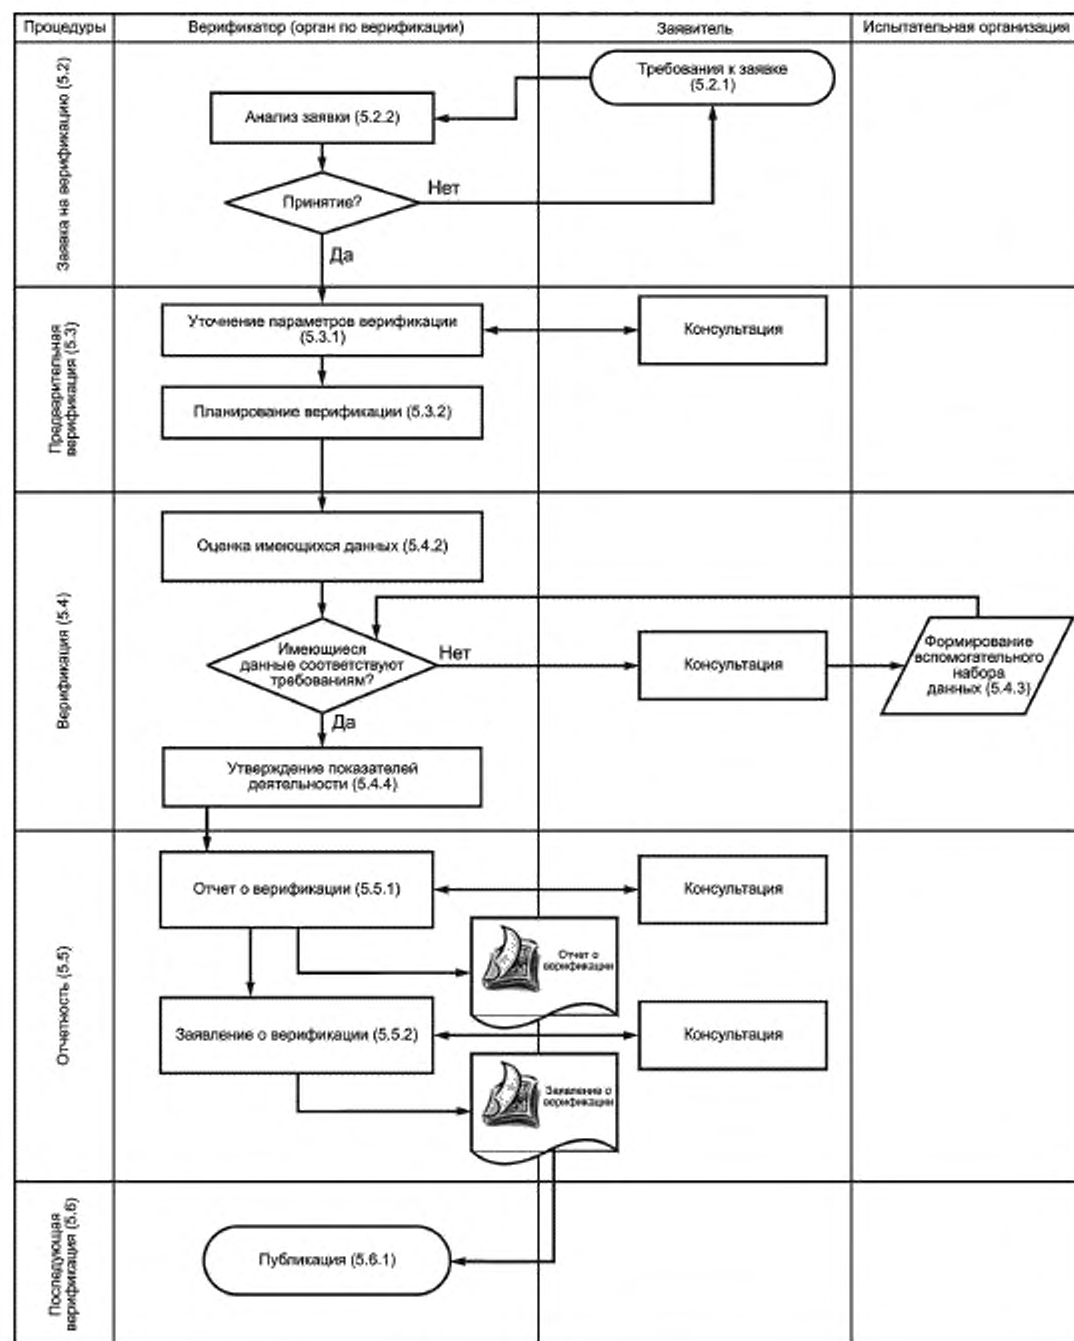 Процедуры
Верификатор (орган по верификации)
Заявитель
Испытательная организация
Заявка на верификацию (5.2)
Требования к заявке
(5.2.1)
Анализ заявки (5.2.2)
Принятие?
Нет
Да
Предварительная
верификация (5.3)
Уточнение параметров верификации
(5.3.1)
Консультация
Планирование верификации (5.3.2)
Верификация (5.4)
Оценка имеющихся данных (5.4.2)
Имеющиеся
данные соответствуют
требованиям?
Нет
Консультация
Формирование
вспомогательного
набора
данных (5.4.3)
Да
Утверждение показателей
деятельности (5.4.4)
Отчетность (5.5)
Отчет о верификации (5.5.1)
Консультация
Отчет о
верификации
Заявление о верификации (5.5.2)
Консультация
Заявление о
верификации
Последующая
верификация (5.6)
Публикация (5.6.1)